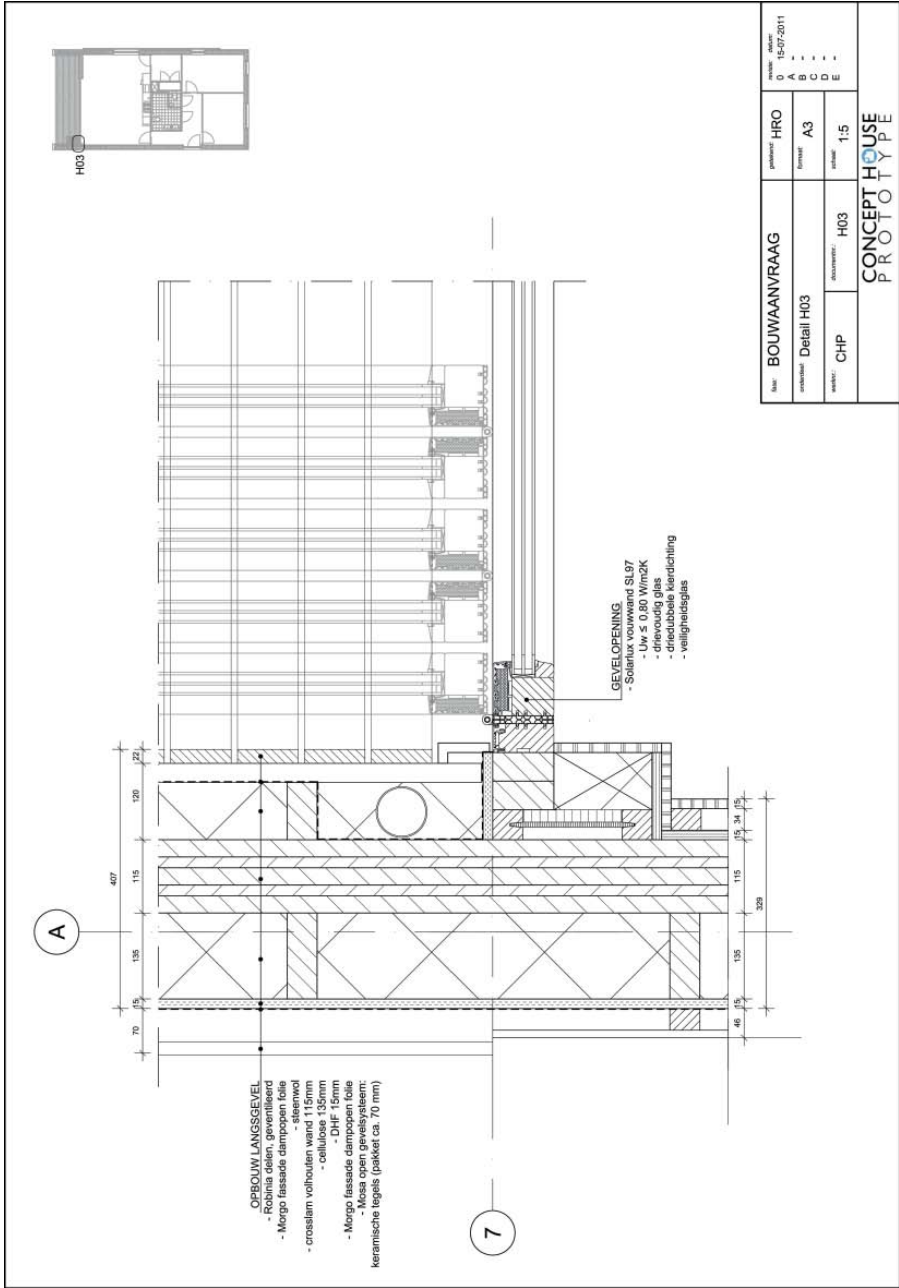 H03
A
7
407
70
15
135
115
120
22
46
15
135
115
15
34
15
329
OPBOUW LANGSGEVEL
- Robinia delen, geventileerd
- Morgo fassade dampopen folie
- steenwol
- crosslam volhouten wand 115mm
- cellulose 135mm
- DHF 15mm
- Morgo fassade dampopen folie
- Mosa open gevelsysteem:
keramische tegels (pakket ca. 70 mm)
GEVELOPENING
- Solarlux vouwwand SL97
- Uw ≤ 0,80 W/m2K
- drievoudig glas
- driedubbele kierdichting
- veiligheidsglas
fase: BOUWAANVRAAG
getekend: HRO
revisie: datum:
0 15-07-2011
A -
B -
C -
D -
E -
onderdeel: Detail H03
formaat: A3
werknr.: CHP
documentnr.: H03
schaal: 1:5
CONCEPT HOUSE
PROTOTYPE